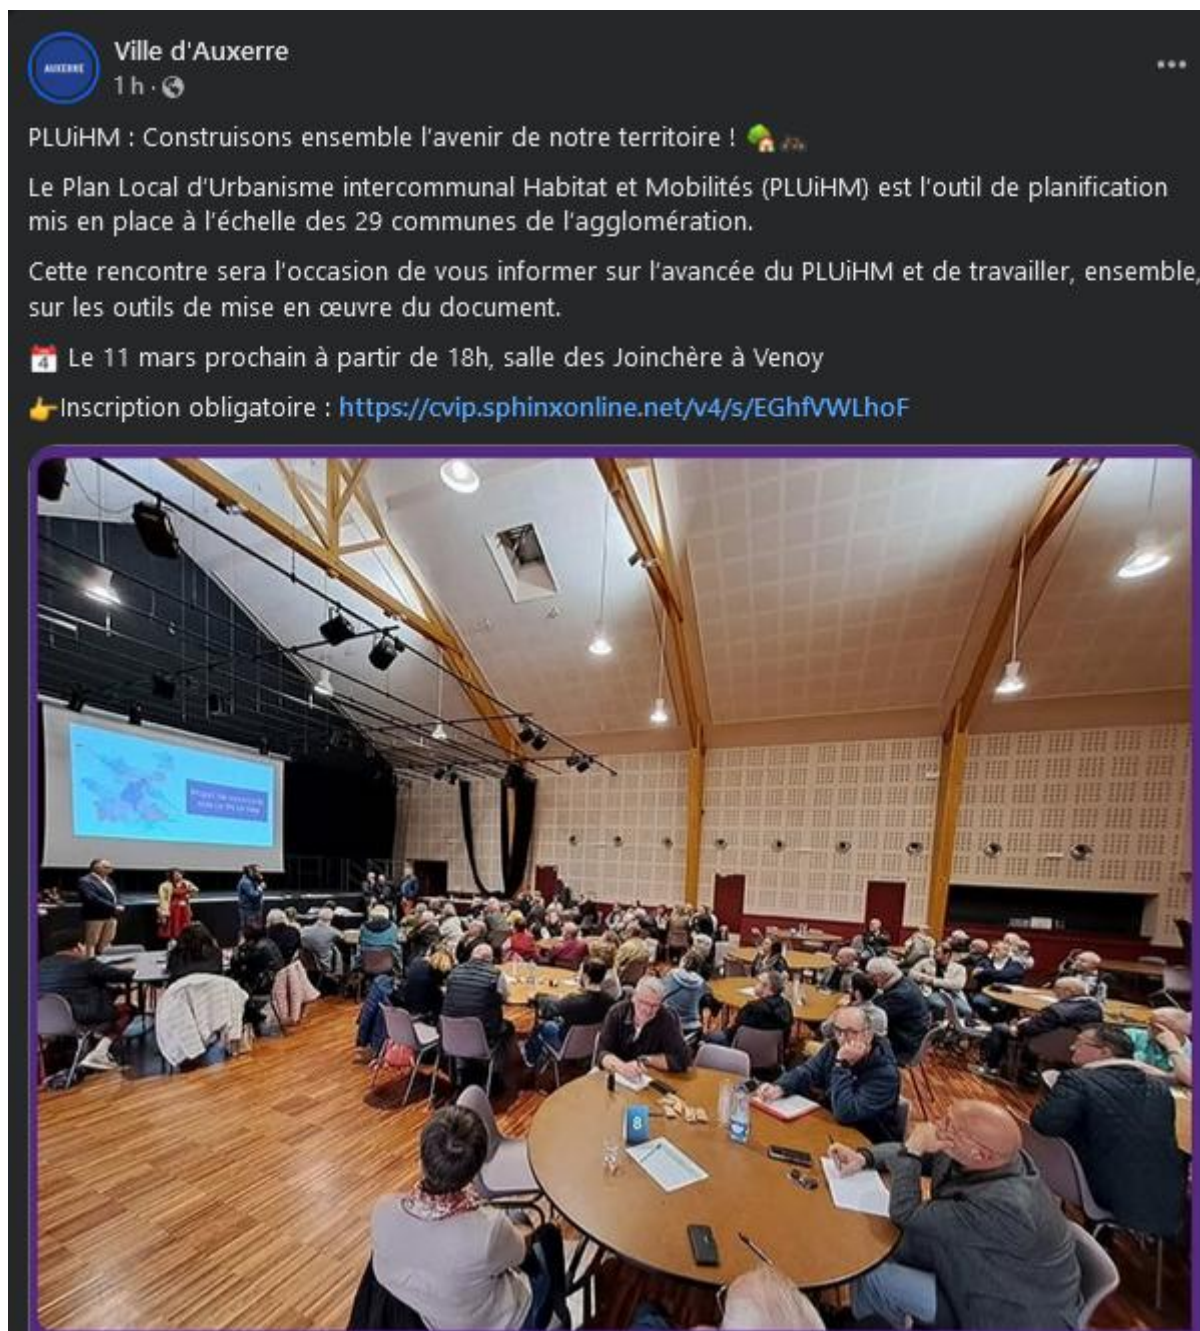 AUXERRE
Ville d'Auxerre
1 h ·
PLUiHM : Construisons ensemble l'avenir de notre territoire !
Le Plan Local d'Urbanisme intercommunal Habitat et Mobilités (PLUiHM) est l'outil de planification
mis en place à l'échelle des 29 communes de l'agglomération.
Cette rencontre sera l'occasion de vous informer sur l'avancée du PLUiHM et de travailler, ensemble,
sur les outils de mise en œuvre du document.
Le 11 mars prochain à partir de 18h, salle des Joinchère à Venoy
Inscription obligatoire : https://cvip.sphinxonline.net/v4/s/EGhfVWLhoF
8